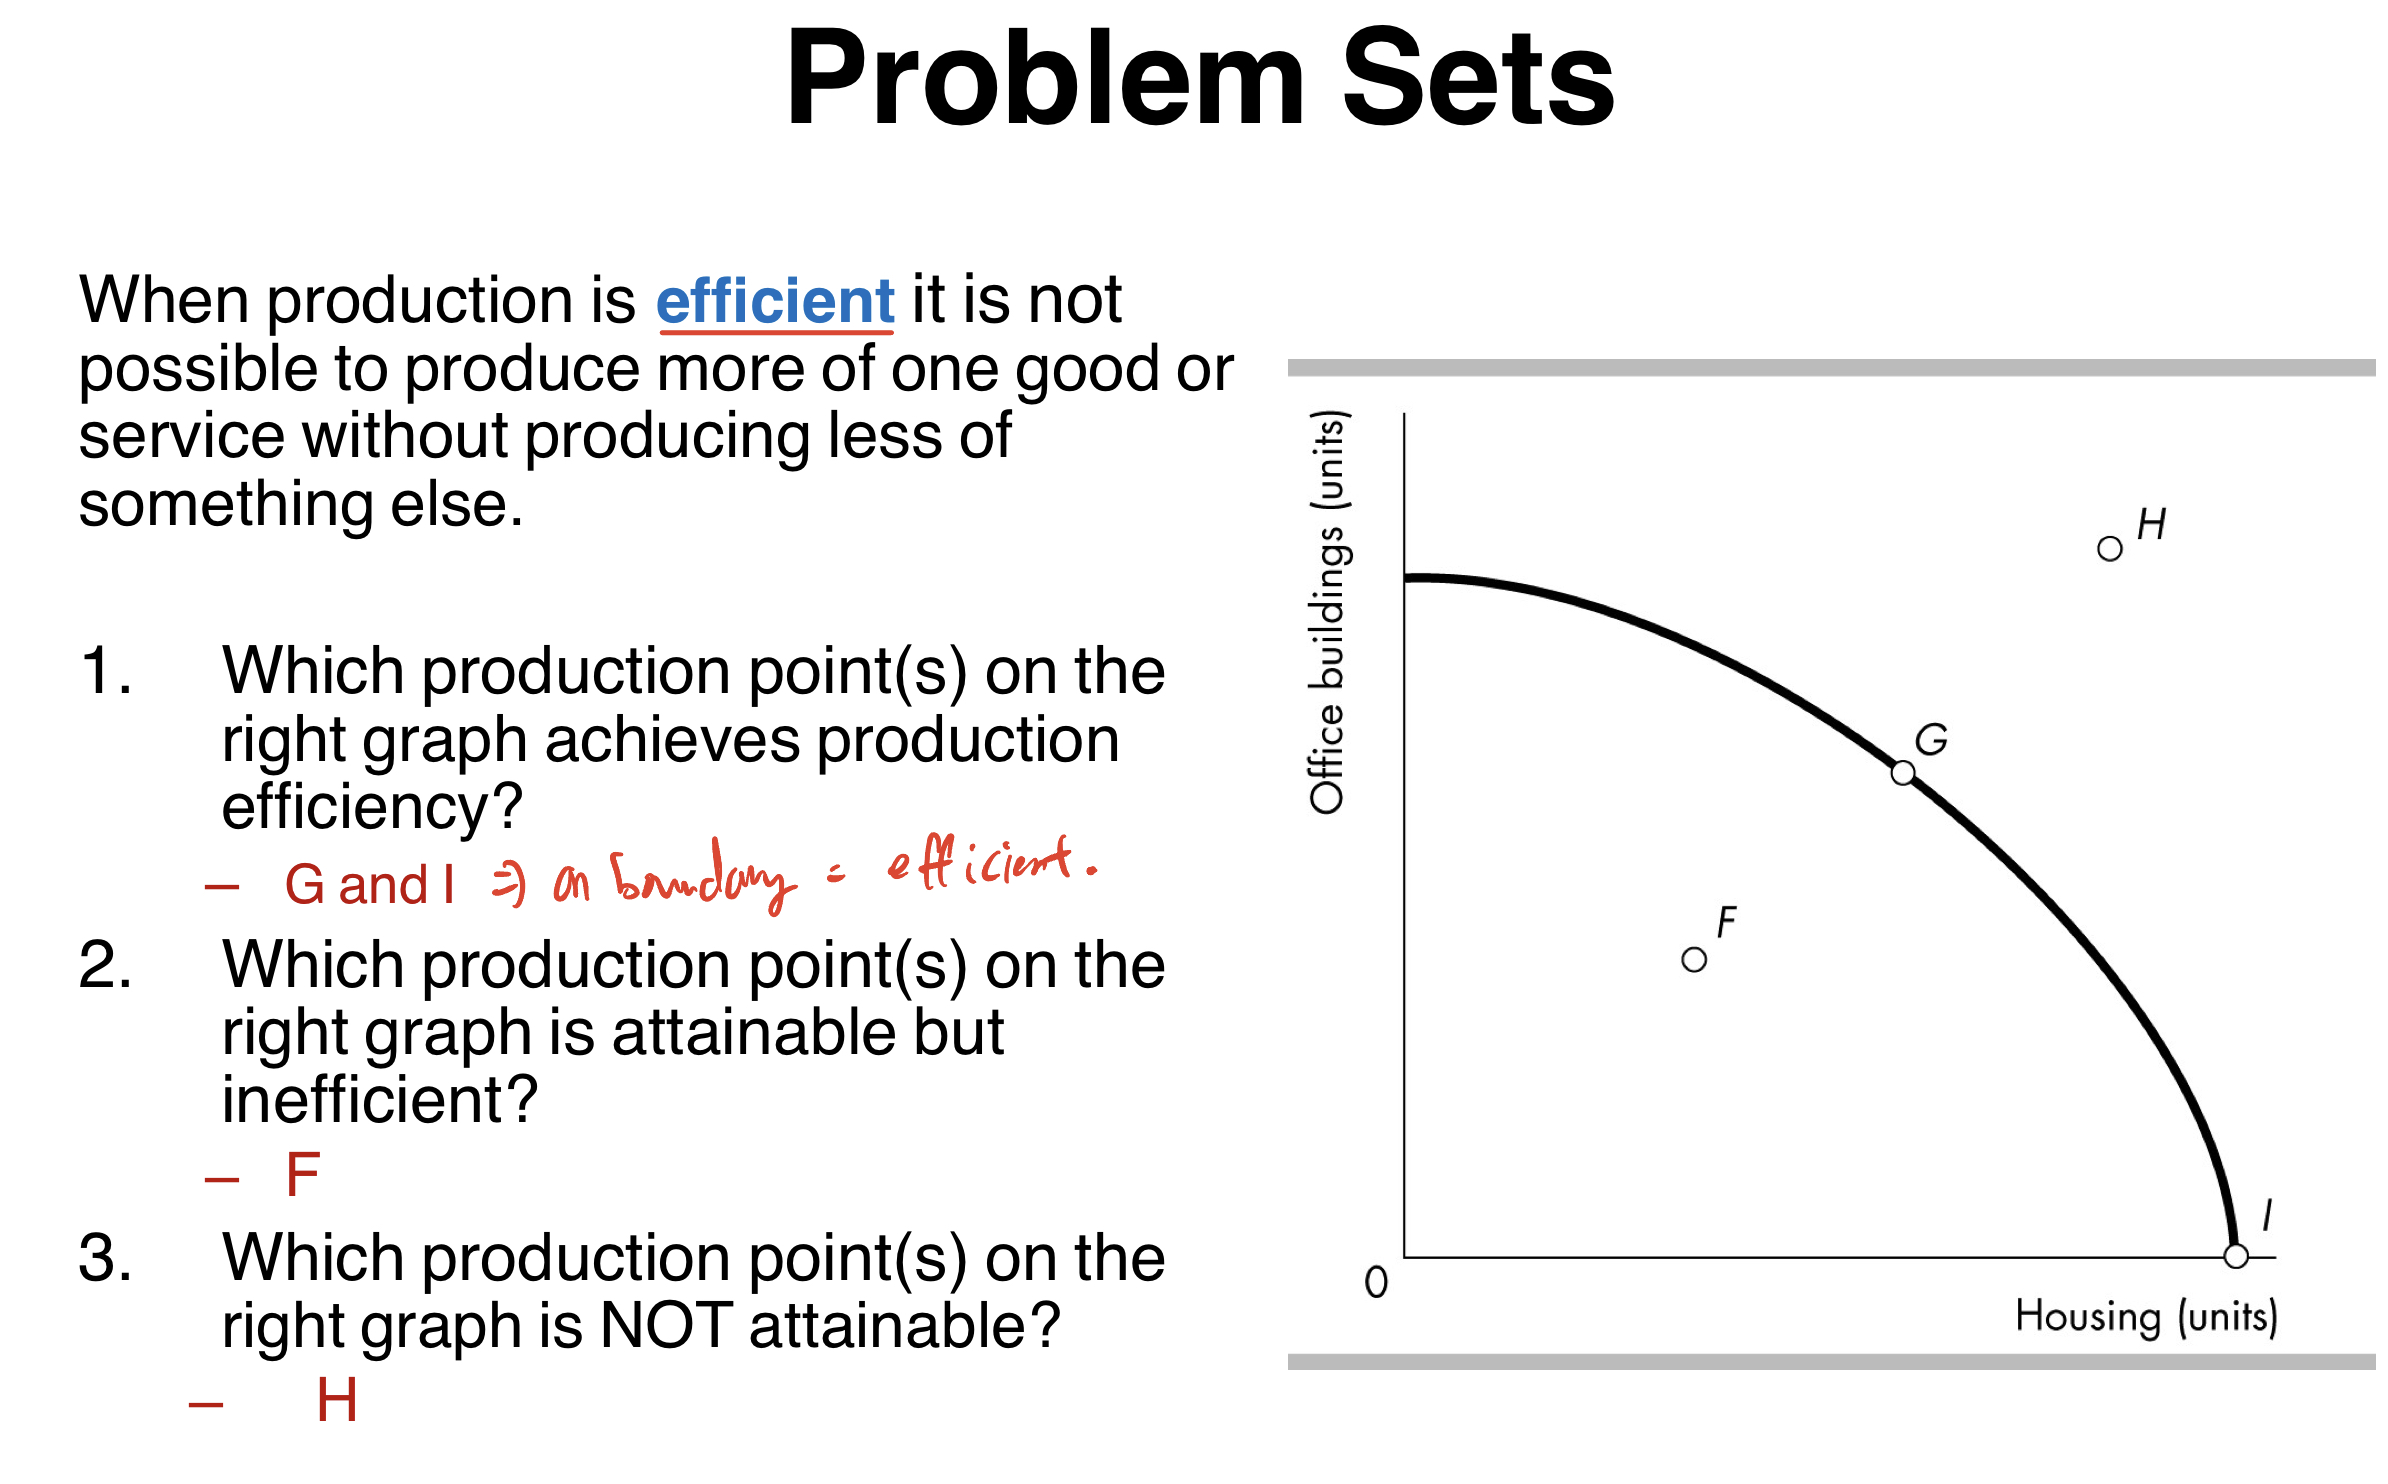 Problem Sets
When production is efficient it is not
possible to produce more of one good or
service without producing less of
something else.
1. Which production point(s) on the
right graph achieves production
efficiency?
– G and I ⇒ on boundary = efficient.
2. Which production point(s) on the
right graph is attainable but
inefficient?
– F
3. Which production point(s) on the
right graph is NOT attainable?
– H
Office buildings (units)
H
G
F
I
0
Housing (units)